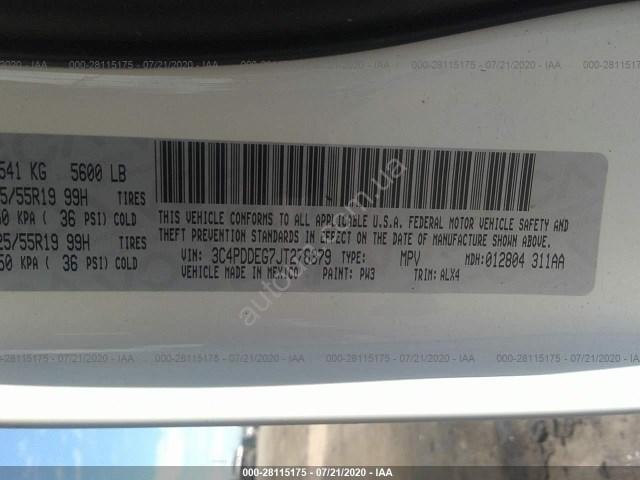 000-28115175 - 07/21/2020 - IAA
541 KG 5600 LB
5/55R19 99H TIRES
50 KPA ( 36 PSI) COLD
25/55R19 99H TIRES
50 KPA ( 36 PSI) COLD
THIS VEHICLE CONFORMS TO ALL APPLICABLE U.S.A. FEDERAL MOTOR VEHICLE SAFETY AND
THEFT PREVENTION STANDARDS IN EFFECT ON THE DATE OF MANUFACTURE SHOWN ABOVE.
VIN: TYPE: MPV MDH: 012804 311AA
VEHICLE MADE IN MEXICO PAINT: PW3 TRIM: ALX4
000-28115175 - 07/21/2020 - IAA
000-28115175 - 07/21/2020 - IAA